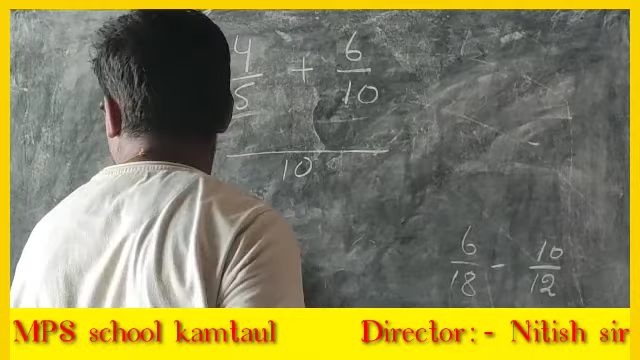 4/5 + 6/10
10
6/18 - 10/12
MPS school kamtaul Director:- Nitish sir